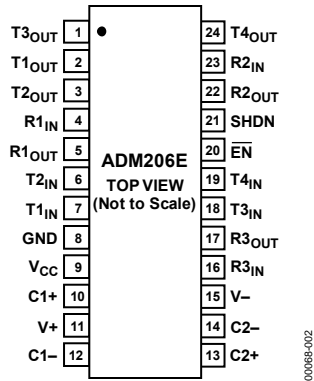 T3OUT 1 24 T4OUT
T1OUT 2 23 R2IN
T2OUT 3 22 R2OUT
R1IN 4 21 SHDN
R1OUT 5 20 E̅N̅
ADM206E
T2IN 6 19 T4IN
TOP VIEW
(Not to Scale)
T1IN 7 18 T3IN
GND 8 17 R3OUT
VCC 9 16 R3IN
C1+ 10 15 V–
V+ 11 14 C2–
C1– 12 13 C2+
00068-002